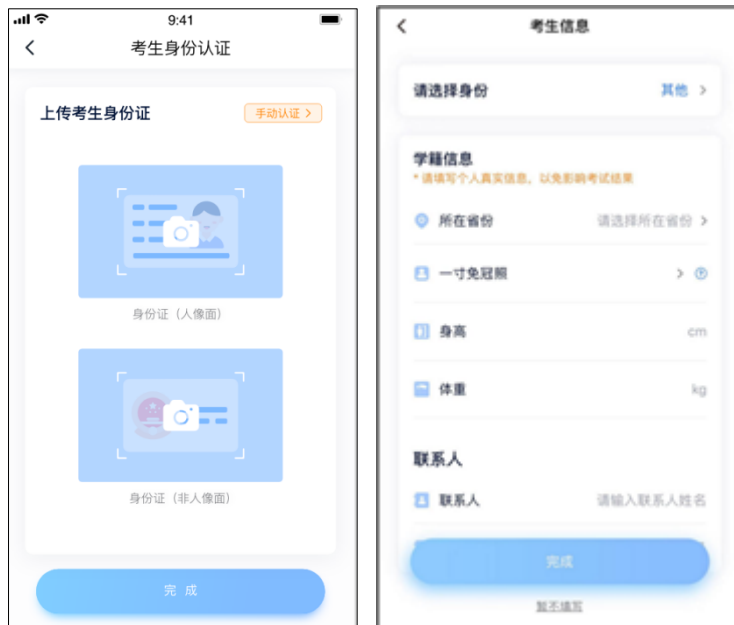 9:41
考生身份认证
上传考生身份证
手动认证 >
身份证（人像面）
身份证（非人像面）
完 成
考生信息
请选择身份
其他 >
学籍信息
* 请填写个人真实信息，以免影响考试结果
所在省份
请选择所在省份 >
一寸免冠照
>
身高
cm
体重
kg
联系人
联系人
请输入联系人姓名
完成
暂不填写